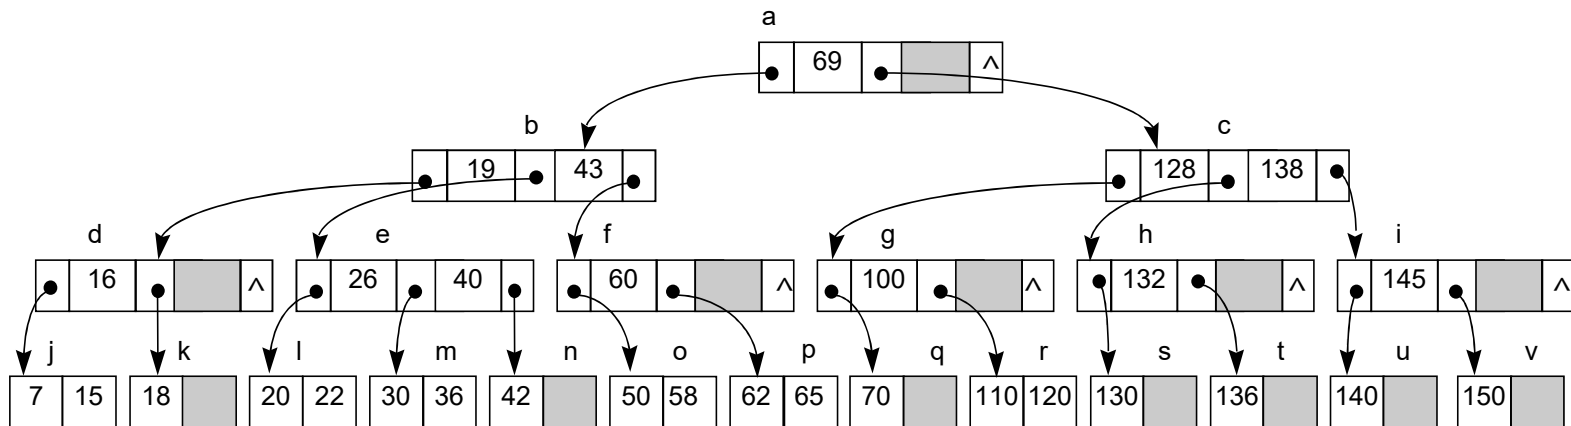 a
69 ^
b c
19 43 128 138
d e f g h i
16 ^ 26 40 60 ^ 100 ^ 132 ^ 145 ^
j k l m n o p q r s t u v
7 15 18 20 22 30 36 42 50 58 62 65 70 110 120 130 136 140 150